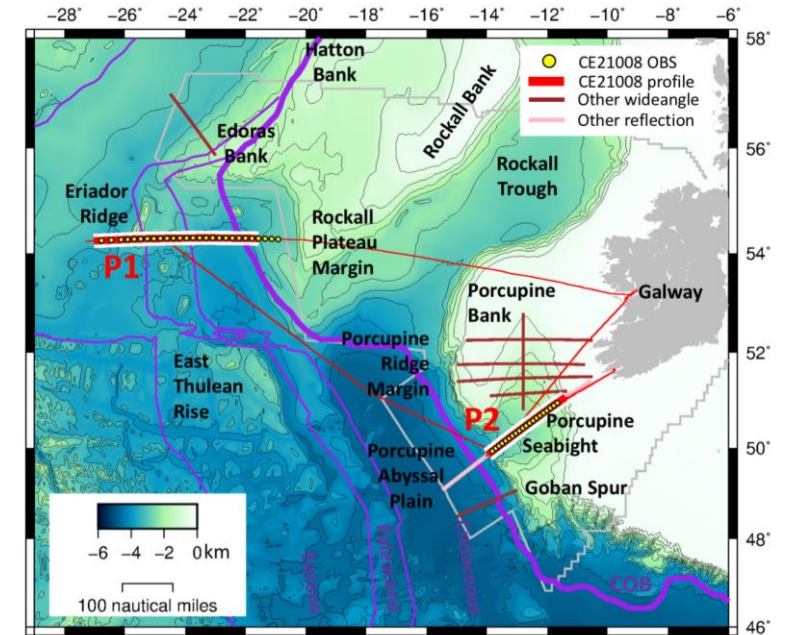 −28° −26° −24° −22° −20° −18° −16° −14° −12° −10° −8° −6°
58°
56°
54°
52°
50°
48°
46°
Hatton
Bank
CE21008 OBS
CE21008 profile
Other wideangle
Other reflection
Rockall Bank
Edoras
Bank
Rockall
Trough
Eriador
Ridge
Rockall
Plateau
Margin
P1
Galway
Porcupine
Bank
Porcupine
Ridge
Margin
East
Thulean
Rise
P2
Porcupine
Seabight
Porcupine
Abyssal
Plain
Goban Spur
−6 −4 −2 0 km
100 nautical miles
COB